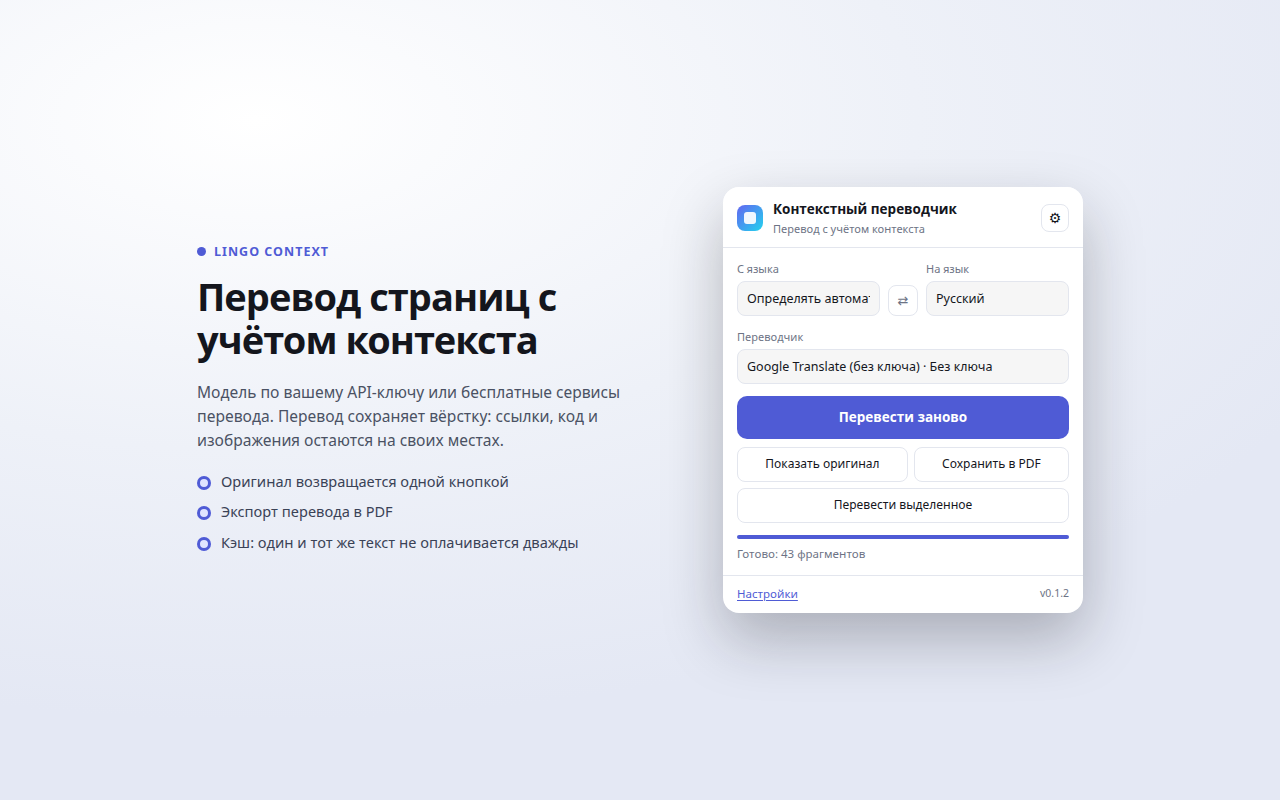 LINGO CONTEXT
Перевод страниц с
учётом контекста
Модель по вашему API-ключу или бесплатные сервисы
перевода. Перевод сохраняет вёрстку: ссылки, код и
изображения остаются на своих местах.
Оригинал возвращается одной кнопкой
Экспорт перевода в PDF
Кэш: один и тот же текст не оплачивается дважды
Контекстный переводчик
Перевод с учётом контекста
С языка
На язык
Определять автома
Русский
Переводчик
Google Translate (без ключа) · Без ключа
Перевести заново
Показать оригинал
Сохранить в PDF
Перевести выделенное
Готово: 43 фрагментов
Настройки
v0.1.2